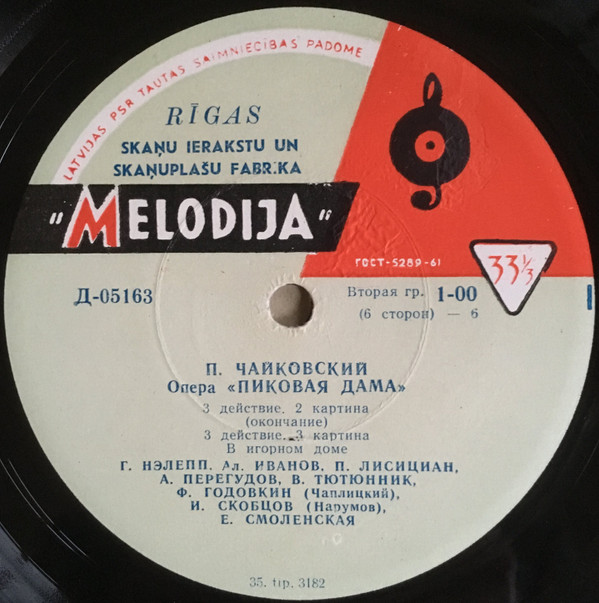 LATVIJAS PSR TAUTAS SAIMNIECĪBAS PADOME
RĪGAS
SKAŅU IERAKSTU UN
SKAŅUPLAŠU FABRIKA
"MELODIJA"
ГОСТ-5289-61
33⅓
Д-05163
Вторая гр. 1-00
(6 сторон) — 6
П. ЧАЙКОВСКИЙ
Опера «ПИКОВАЯ ДАМА»
3 действие, 2 картина
(окончание)
3 действие, 3 картина
В игорном доме
Г. НЭЛЕПП, Ал. ИВАНОВ, П. ЛИСИЦИАН,
А. ПЕРЕГУДОВ, В. ТЮТЮННИК,
Ф. ГОДОВКИН (Чаплицкий),
И. СКОБЦОВ (Нарумов),
Е. СМОЛЕНСКАЯ
35. tip. 3182